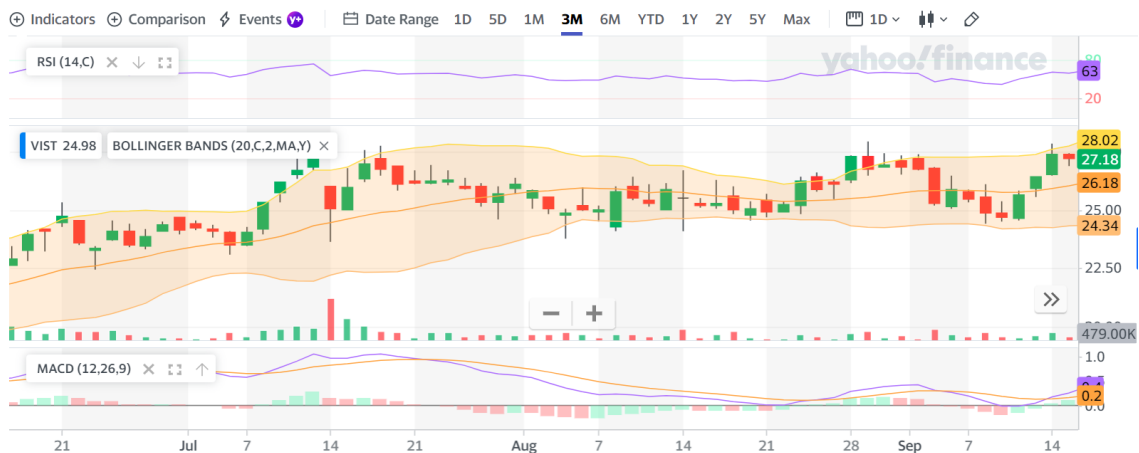 Indicators Comparison Events Y+ Date Range 1D 5D 1M 3M 6M YTD 1Y 2Y 5Y Max 1D
RSI (14,C)
yahoo!finance
80
63
20
VIST 24.98 BOLLINGER BANDS (20,C,2,MA,Y)
28.02
27.18
26.18
25.00
24.34
22.50
479.00K
MACD (12,26,9)
1.0
0.2
0.0
21 Jul 7 14 21 Aug 7 14 21 28 Sep 7 14